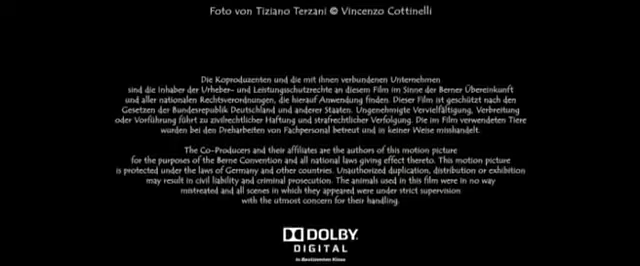 Foto von Tiziano Terzani © Vincenzo Cottinelli
Die Koproduzenten und die mit ihnen verbundenen Unternehmen
sind die Inhaber der Urheber- und Leistungsschutzrechte an diesem Film im Sinne der Berner Übereinkunft
und aller nationalen Rechtsverordnungen, die hierauf Anwendung finden. Dieser Film ist geschützt nach den
Gesetzen der Bundesrepublik Deutschland und anderer Staaten. Ungenehmigte Vervielfältigung, Verbreitung
oder Vorführung führt zu zivilrechtlicher Haftung und strafrechtlicher Verfolgung. Die im Film verwendeten Tiere
wurden bei den Dreharbeiten von Fachpersonal betreut und in keiner Weise misshandelt.
The Co-Producers and their affiliates are the authors of this motion picture
for the purposes of the Berne Convention and all national laws giving effect thereto. This motion picture
is protected under the laws of Germany and other countries. Unauthorized duplication, distribution or exhibition
may result in civil liability and criminal prosecution. The animals used in this film were in no way
mistreated and all scenes in which they appeared were under strict supervision
with the utmost concern for their handling.
DOLBY
DIGITAL
In Ausgewählten Kinos